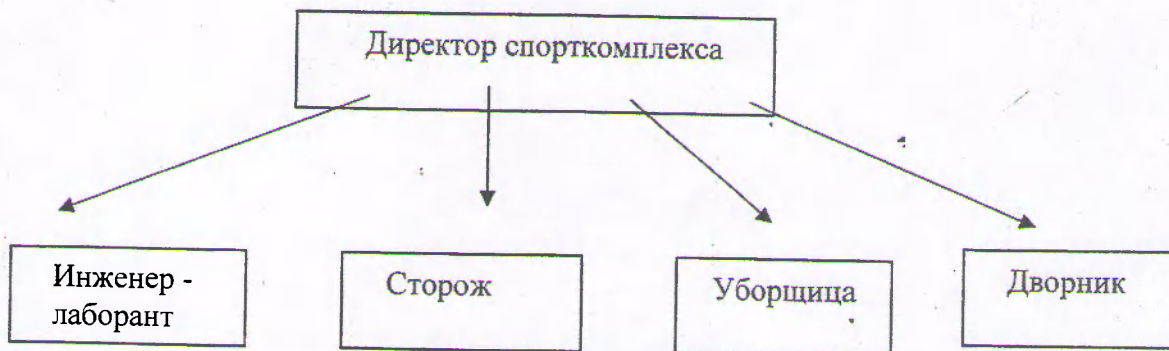 Директор спорткомплекса
Инженер -
лаборант
Сторож
Уборщица
Дворник